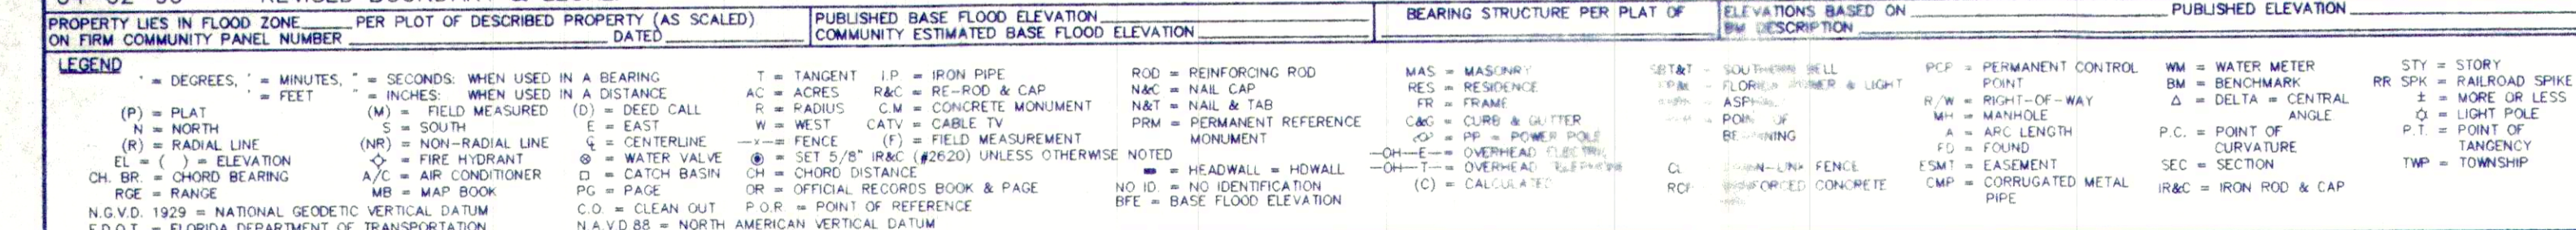 PROPERTY LIES IN FLOOD ZONE PER PLOT OF DESCRIBED PROPERTY (AS SCALED)
ON FIRM COMMUNITY PANEL NUMBER DATED
PUBLISHED BASE FLOOD ELEVATION
COMMUNITY ESTIMATED BASE FLOOD ELEVATION
BEARING STRUCTURE PER PLAT OF
ELEVATIONS BASED ON PUBLISHED ELEVATION
BM DESCRIPTION
LEGEND
° = DEGREES, ' = MINUTES, " = SECONDS: WHEN USED IN A BEARING
' = FEET " = INCHES: WHEN USED IN A DISTANCE
(P) = PLAT (M) = FIELD MEASURED (D) = DEED CALL
N = NORTH S = SOUTH E = EAST
(R) = RADIAL LINE (NR) = NON-RADIAL LINE ℄ = CENTERLINE
EL = ( ) = ELEVATION = FIRE HYDRANT ⊗ = WATER VALVE
CH. BR. = CHORD BEARING A/C = AIR CONDITIONER □ = CATCH BASIN
RGE = RANGE MB = MAP BOOK PG = PAGE
N.G.V.D. 1929 = NATIONAL GEODETIC VERTICAL DATUM C.O. = CLEAN OUT
F.D.O.T. = FLORIDA DEPARTMENT OF TRANSPORTATION N.A.V.D 88 = NORTH AMERICAN VERTICAL DATUM
T = TANGENT I.P = IRON PIPE
AC = ACRES R&C = RE-ROD & CAP
R = RADIUS C.M = CONCRETE MONUMENT
W = WEST CATV = CABLE TV
—x— = FENCE (F) = FIELD MEASUREMENT
= SET 5/8" IR&C (#2620) UNLESS OTHERWISE NOTED
CH = CHORD DISTANCE
OR = OFFICIAL RECORDS BOOK & PAGE
P.O.R = POINT OF REFERENCE
ROD = REINFORCING ROD
N&C = NAIL CAP
N&T = NAIL & TAB
PRM = PERMANENT REFERENCE
MONUMENT
= HEADWALL = HDWALL
NO ID. = NO IDENTIFICATION
BFE = BASE FLOOD ELEVATION
MAS = MASONRY
RES = RESIDENCE
FR = FRAME
C&G = CURB & GUTTER
= PP = POWER POLE
—OH—E— = OVERHEAD ELECTRIC
—OH—T— = OVERHEAD
(C) = CALCULATED
SBT&T = SOUTHERN BELL
FLORIDA POWER & LIGHT
POINT OF
BEGINNING
CL FENCE
RCP CONCRETE
PCP = PERMANENT CONTROL
POINT
R/W = RIGHT-OF-WAY
MH = MANHOLE
A = ARC LENGTH
FD = FOUND
ESMT = EASEMENT
CMP = CORRUGATED METAL
PIPE
WM = WATER METER
BM = BENCHMARK
Δ = DELTA = CENTRAL
ANGLE
P.C. = POINT OF
CURVATURE
SEC = SECTION
IR&C = IRON ROD & CAP
STY = STORY
RR SPK = RAILROAD SPIKE
± = MORE OR LESS
= LIGHT POLE
P.T. = POINT OF
TANGENCY
TWP = TOWNSHIP